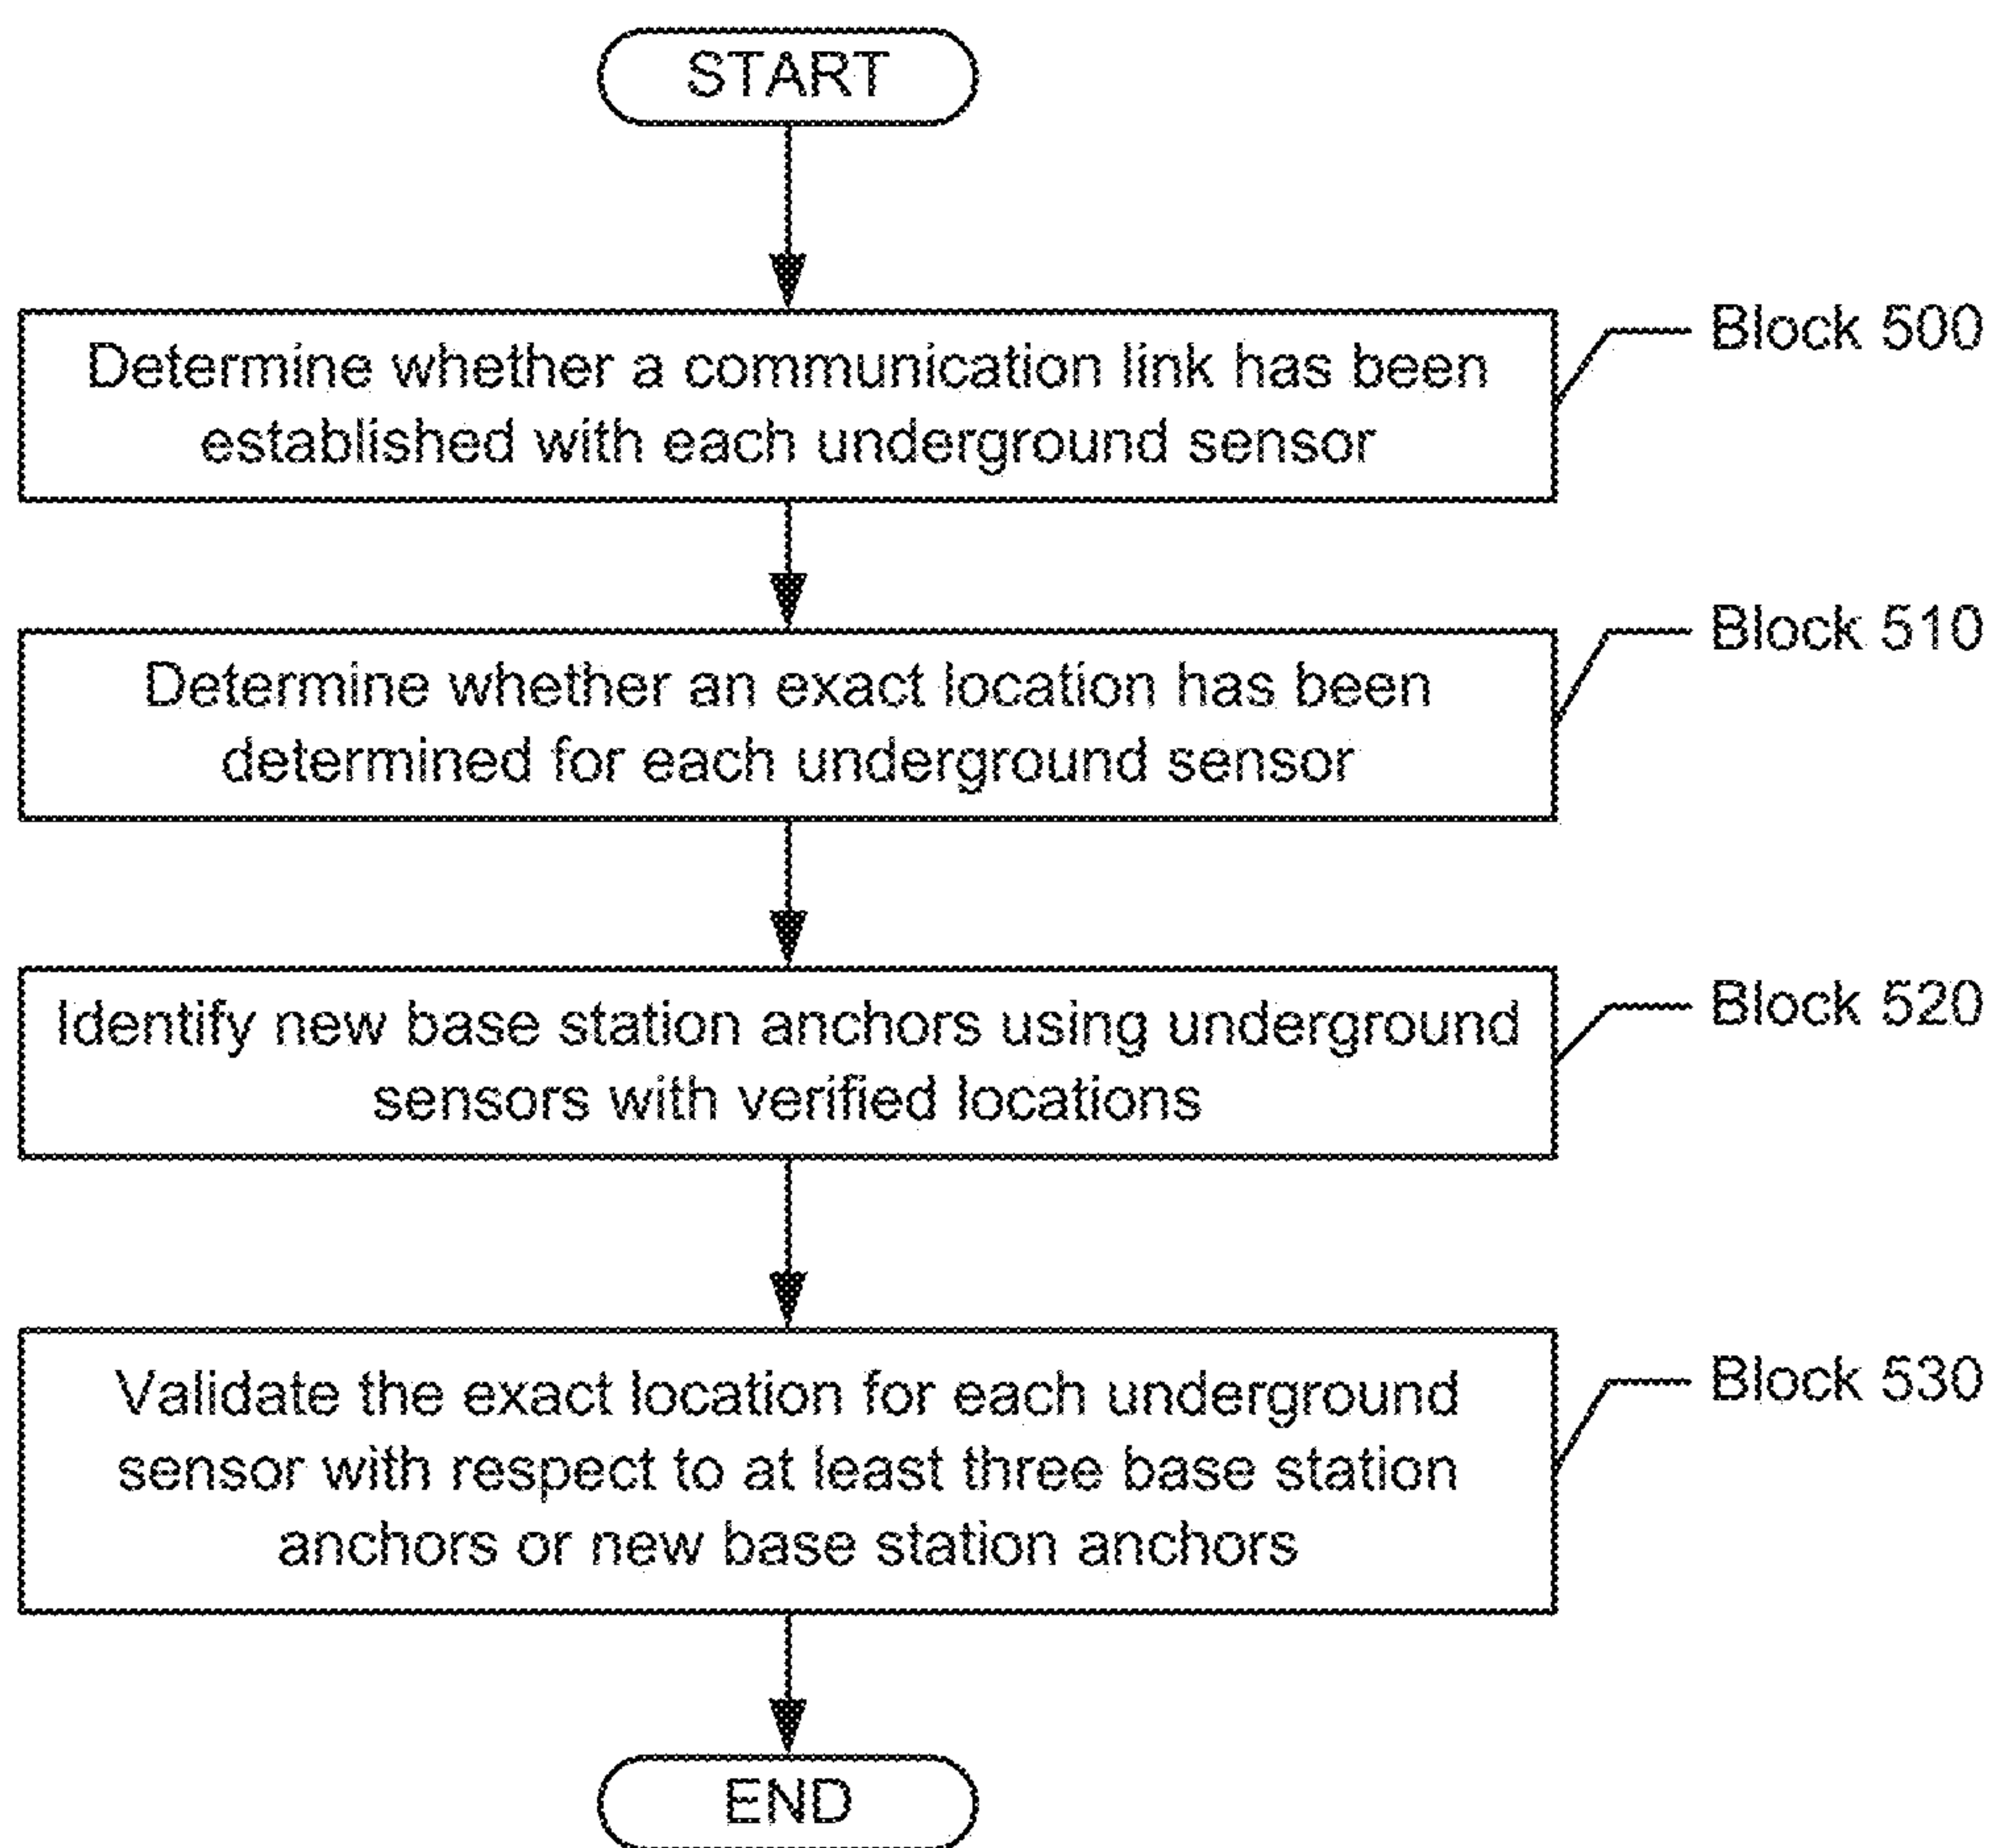 START
Determine whether a communication link has been
established with each underground sensor
Block 500
Determine whether an exact location has been
determined for each underground sensor
Block 510
Identify new base station anchors using underground
sensors with verified locations
Block 520
Validate the exact location for each underground
sensor with respect to at least three base station
anchors or new base station anchors
Block 530
END